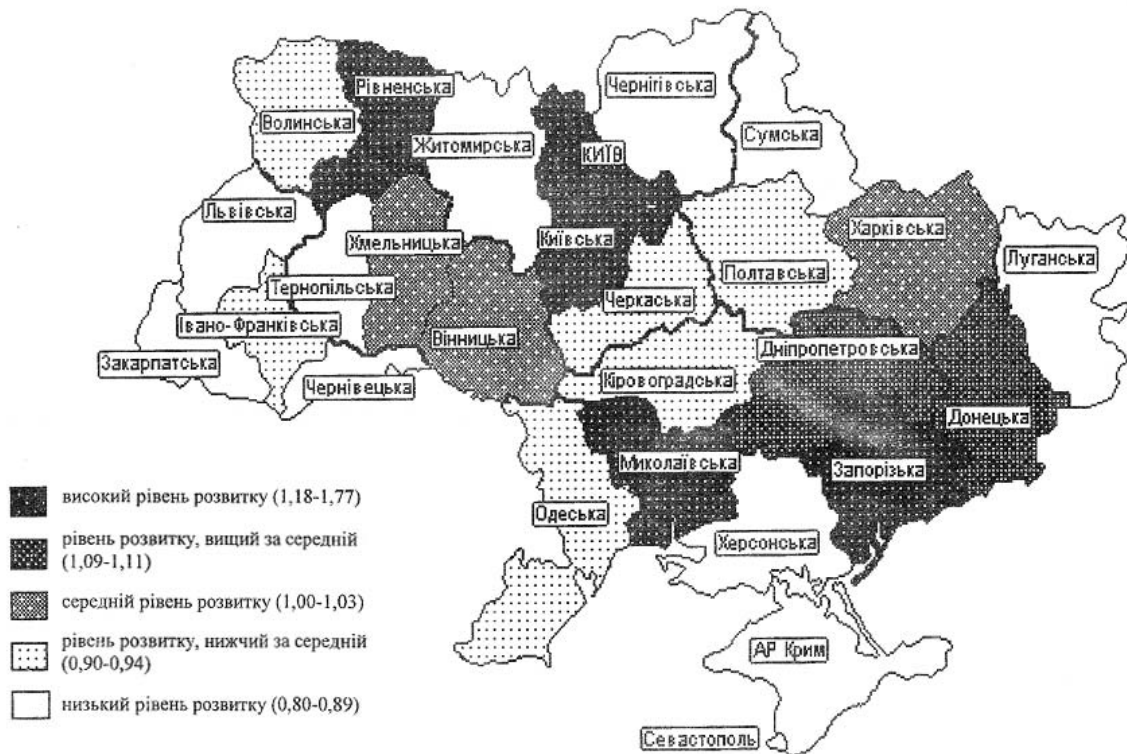 Чернігівська
Рівненська
Волинська
Сумська
Житомирська
КИЇВ
Львівська
Хмельницька
Київська
Харківська
Луганська
Полтавська
Тернопільська
Черкаська
Івано-Франківська
Вінницька
Дніпропетровська
Закарпатська
Чернівецька
Кіровоградська
Донецька
Миколаївська
Запорізька
Одеська
Херсонська
АР Крим
Севастополь
високий рівень розвитку (1,18-1,77)
рівень розвитку, вищий за середній
(1,09-1,11)
середній рівень розвитку (1,00-1,03)
рівень розвитку, нижчий за середній
(0,90-0,94)
низький рівень розвитку (0,80-0,89)